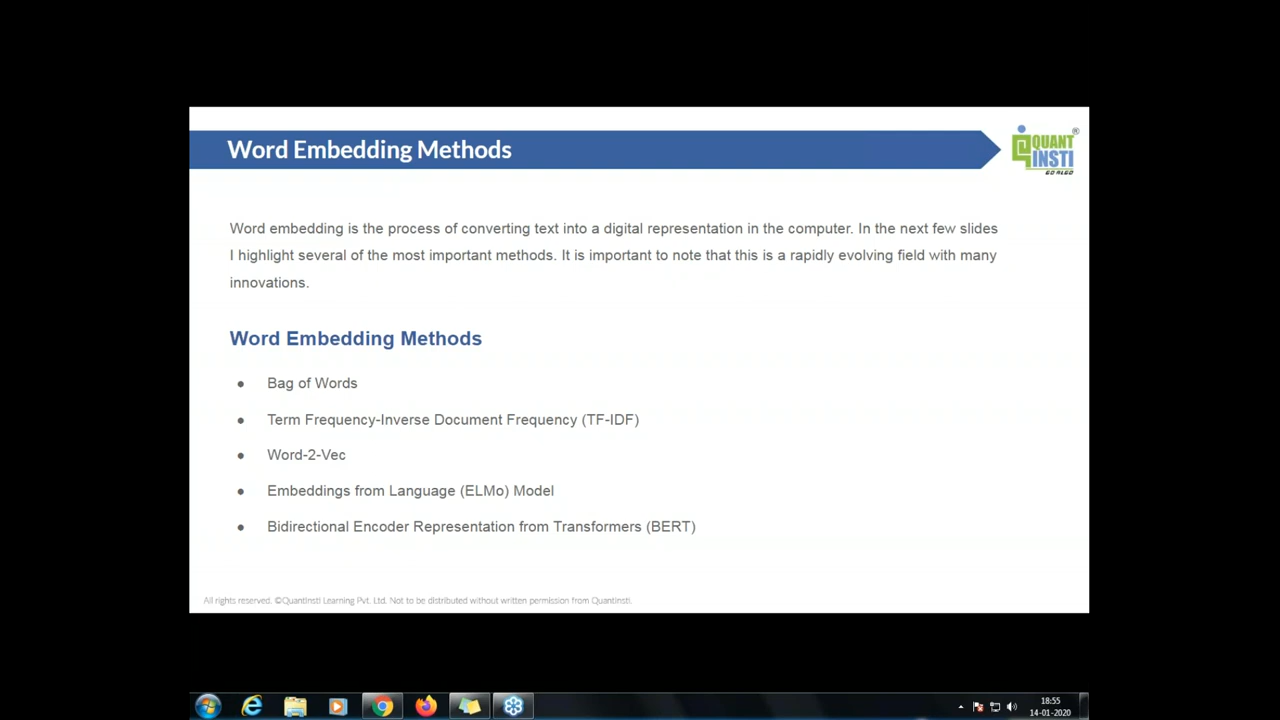 Word Embedding Methods
QUANT
INSTI
GO ALGO
Word embedding is the process of converting text into a digital representation in the computer. In the next few slides
I highlight several of the most important methods. It is important to note that this is a rapidly evolving field with many
innovations.
Word Embedding Methods
● Bag of Words
● Term Frequency-Inverse Document Frequency (TF-IDF)
● Word-2-Vec
● Embeddings from Language (ELMo) Model
● Bidirectional Encoder Representation from Transformers (BERT)
All rights reserved. ©QuantInsti Learning Pvt. Ltd. Not to be distributed without written permission from QuantInsti.
18:55
14-01-2020